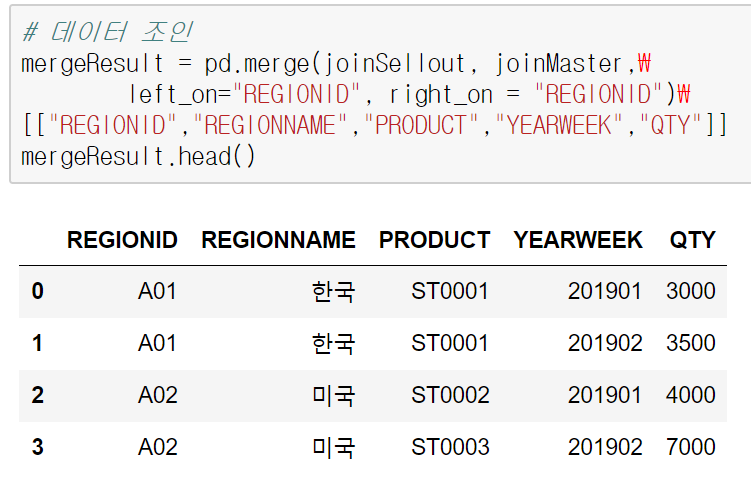 # 데이터 조인
mergeResult = pd.merge(joinSellout, joinMaster,₩
left_on="REGIONID", right_on = "REGIONID")₩
[["REGIONID","REGIONNAME","PRODUCT","YEARWEEK","QTY"]]
mergeResult.head()
REGIONID REGIONNAME PRODUCT YEARWEEK QTY
0 A01 한국 ST0001 201901 3000
1 A01 한국 ST0001 201902 3500
2 A02 미국 ST0002 201901 4000
3 A02 미국 ST0003 201902 7000